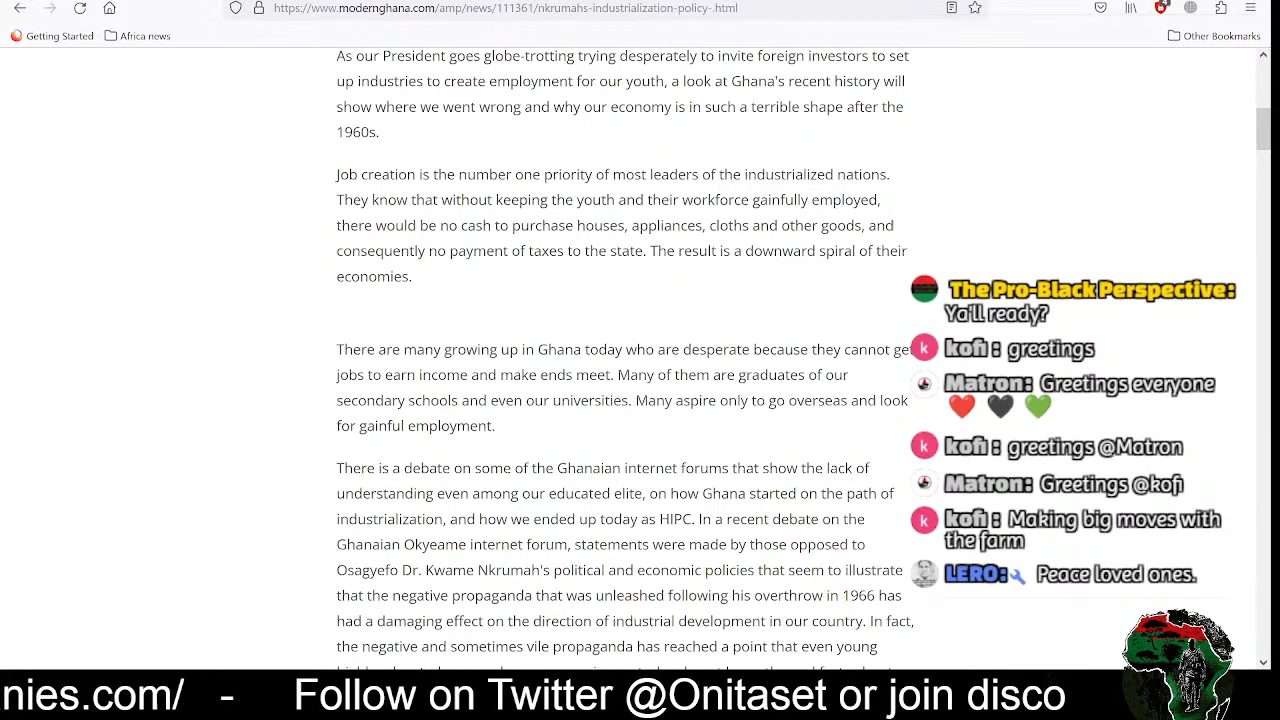 https://www.modernghana.com/amp/news/111361/nkrumahs-industrialization-policy-.html
4
Getting Started
Africa news
Other Bookmarks
As our President goes globe-trotting trying desperately to invite foreign investors to set
up industries to create employment for our youth, a look at Ghana's recent history will
show where we went wrong and why our economy is in such a terrible shape after the
1960s.
Job creation is the number one priority of most leaders of the industrialized nations.
They know that without keeping the youth and their workforce gainfully employed,
there would be no cash to purchase houses, appliances, cloths and other goods, and
consequently no payment of taxes to the state. The result is a downward spiral of their
economies.
There are many growing up in Ghana today who are desperate because they cannot get
jobs to earn income and make ends meet. Many of them are graduates of our
secondary schools and even our universities. Many aspire only to go overseas and look
for gainful employment.
There is a debate on some of the Ghanaian internet forums that show the lack of
understanding even among our educated elite, on how Ghana started on the path of
industrialization, and how we ended up today as HIPC. In a recent debate on the
Ghanaian Okyeame internet forum, statements were made by those opposed to
Osagyefo Dr. Kwame Nkrumah's political and economic policies that seem to illustrate
that the negative propaganda that was unleashed following his overthrow in 1966 has
had a damaging effect on the direction of industrial development in our country. In fact,
the negative and sometimes vile propaganda has reached a point that even young
The Pro-Black Perspective:
Ya'll ready?
k
kofi : greetings
Matron: Greetings everyone
k
kofi : greetings @Matron
Matron: Greetings @kofi
k
kofi : Making big moves with
the farm
LERO: Peace loved ones.
nies.com/ - Follow on Twitter @Onitaset or join disco